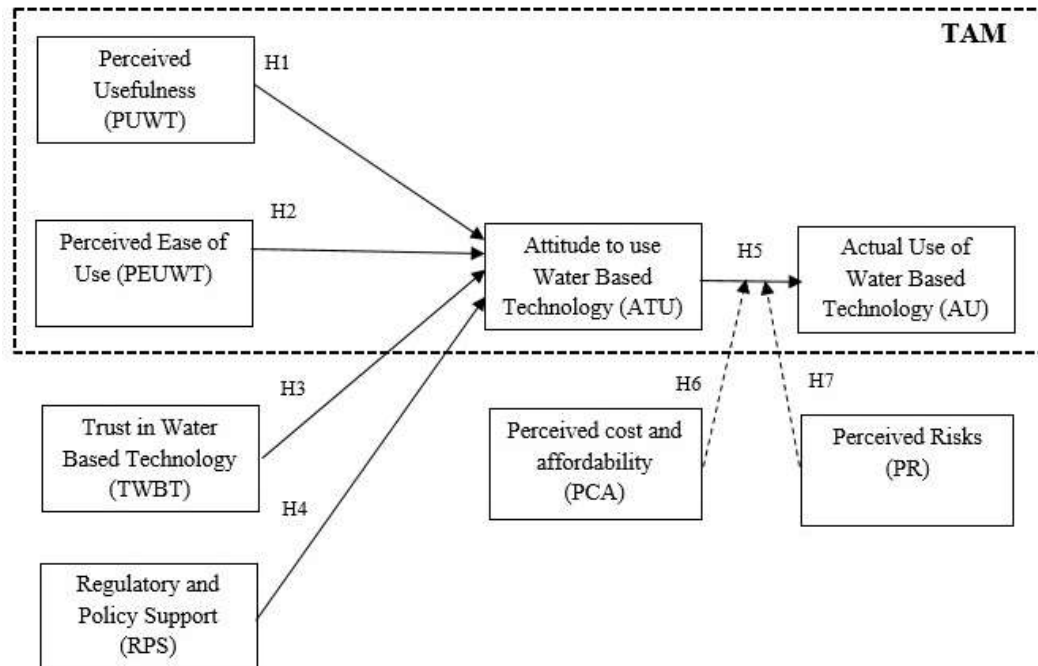 TAM
Perceived
Usefulness
(PUWT)
H1
Perceived Ease of
Use (PEUWT)
H2
Attitude to use
Water Based
Technology (ATU)
H5
Actual Use of
Water Based
Technology (AU)
H3
Trust in Water
Based Technology
(TWBT)
H4
H6
Perceived cost and
affordability
(PCA)
H7
Perceived Risks
(PR)
Regulatory and
Policy Support
(RPS)